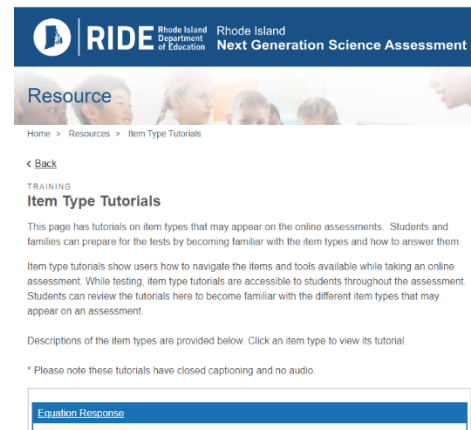 RIDE Rhode Island Department of Education
Rhode Island
Next Generation Science Assessment
Resource
Home > Resources > Item Type Tutorials
< Back
TRAINING
Item Type Tutorials
This page has tutorials on item types that may appear on the online assessments. Students and
families can prepare for the tests by becoming familiar with the item types and how to answer them.
Item type tutorials show users how to navigate the items and tools available while taking an online
assessment. While testing, item type tutorials are accessible to students throughout the assessment.
Students can review the tutorials here to become familiar with the different item types that may
appear on an assessment.
Descriptions of the item types are provided below. Click an item type to view its tutorial.
* Please note these tutorials have closed captioning and no audio.
Equation Response